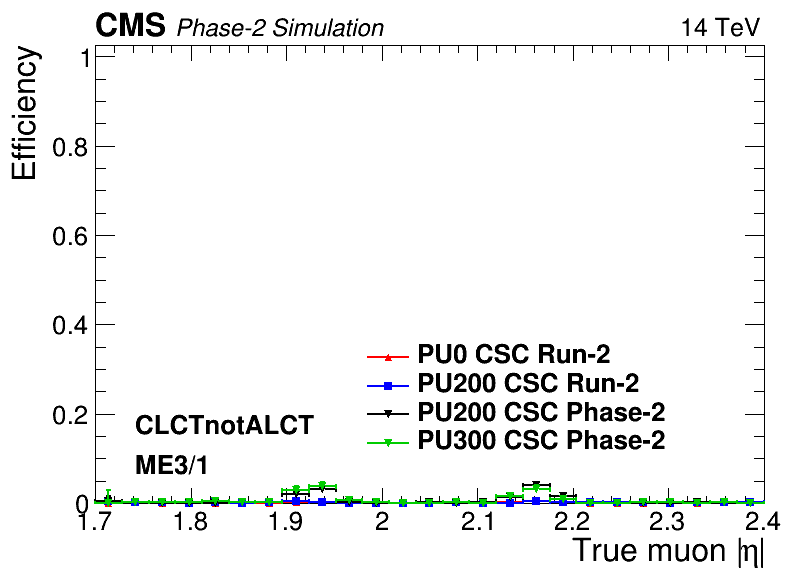 CMS Phase-2 Simulation 14 TeV
Efficiency
1
0.8
0.6
0.4
0.2
0
PU0 CSC Run-2
PU200 CSC Run-2
PU200 CSC Phase-2
PU300 CSC Phase-2
CLCTnotALCT
ME3/1
1.7 1.8 1.9 2 2.1 2.2 2.3 2.4
True muon |η|